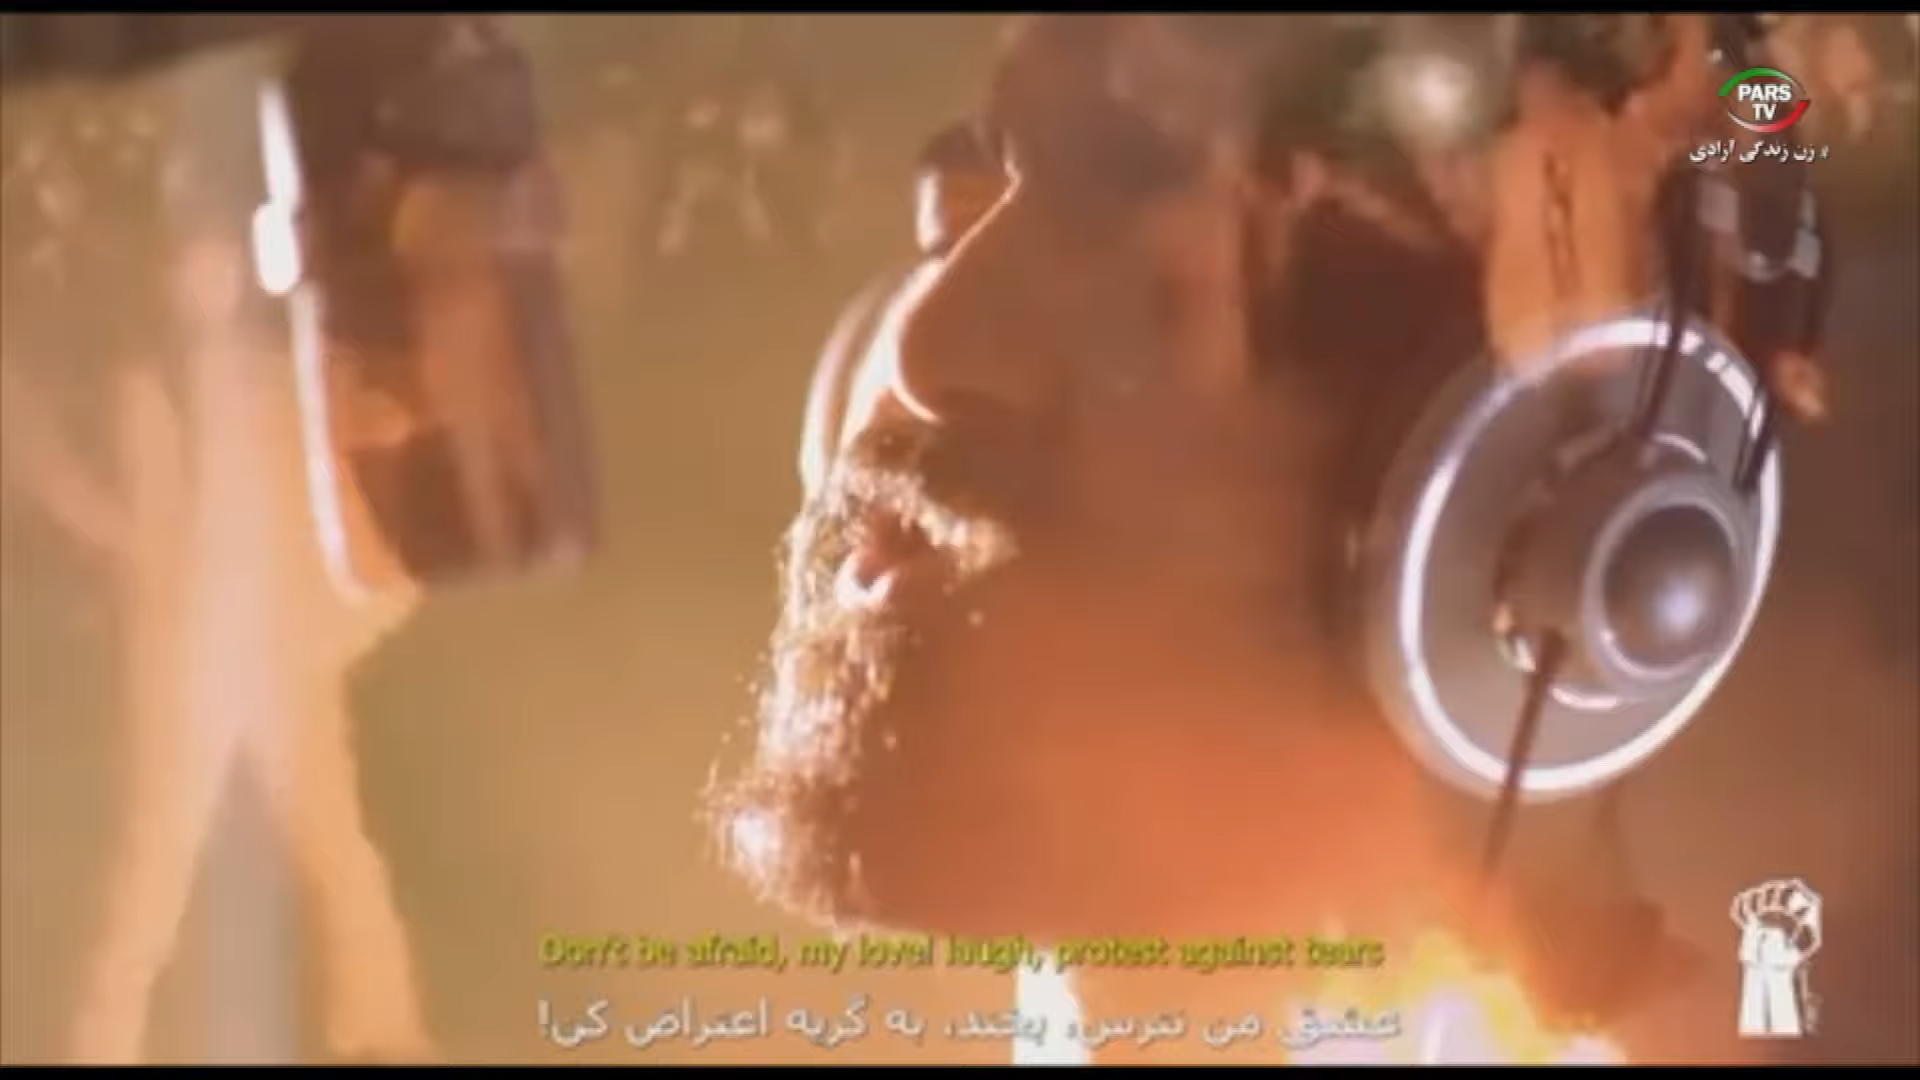 PARS
TV
# زن زندگی آزادی
Don't be afraid, my love! laugh, protest against tears
عشق من نترس، بخند، به گریه اعتراض کن!